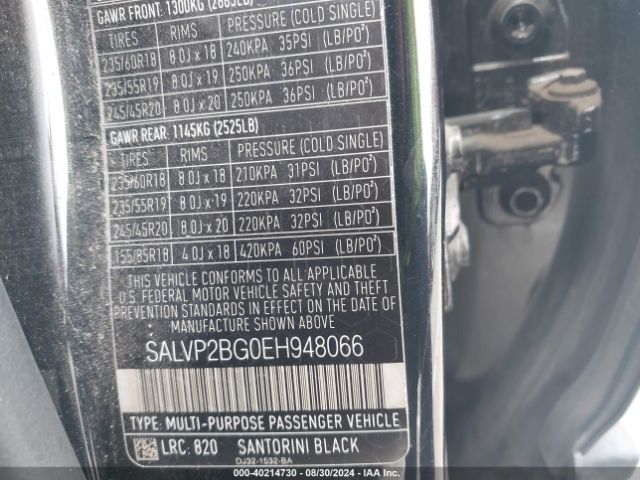 GAWR FRONT: 1300KG (2865LB)
TIRES RIMS PRESSURE (COLD SINGLE)
235/60R18 8.0J x 18 240KPA 35PSI (LB/PO²)
235/55R19 8.0J x 19 250KPA 36PSI (LB/PO²)
245/45R20 8.0J x 20 250KPA 36PSI (LB/PO²)
GAWR REAR: 1145KG (2525LB)
TIRES RIMS PRESSURE (COLD SINGLE)
235/60R18 8.0J x 18 210KPA 31PSI (LB/PO²)
235/55R19 8.0J x 19 220KPA 32PSI (LB/PO²)
245/45R20 8.0J x 20 220KPA 32PSI (LB/PO²)
155/85R18 4.0J x 18 420KPA 60PSI (LB/PO²)
THIS VEHICLE CONFORMS TO ALL APPLICABLE
U.S. FEDERAL MOTOR VEHICLE SAFETY AND THEFT
PREVENTION STANDARDS IN EFFECT ON THE DATE OF
MANUFACTURE SHOWN ABOVE.
SALVP2BG0EH948066
TYPE: MULTI-PURPOSE PASSENGER VEHICLE
LRC: 820 SANTORINI BLACK
DJ32-1532-BA
000-40214730 - 08/30/2024 - IAA Inc.